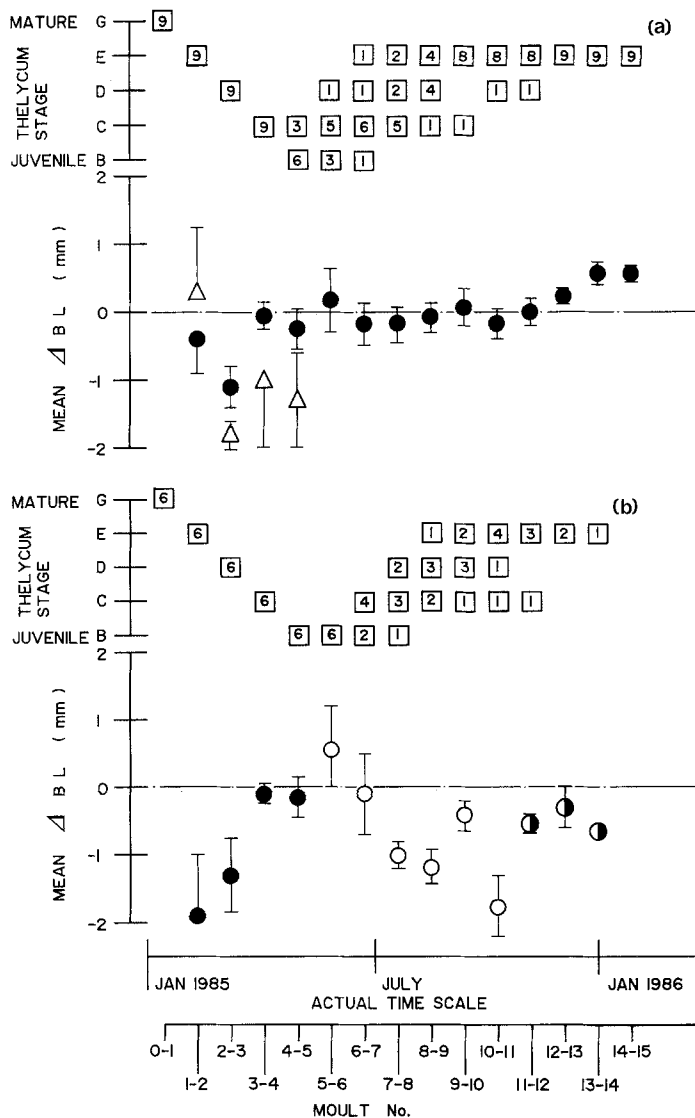 (a)
MATURE G 9
E 9 1 2 4 8 8 8 9 9 9
D 9 1 1 2 4 1 1
C 9 3 5 6 5 1 1
JUVENILE B 6 3 1
THELYCUM
STAGE
2
1
0
-1
-2
MEAN Δ BL (mm)
(b)
MATURE G 6
E 6 1 2 4 3 2 1
D 6 2 3 3 1
C 6 4 3 2 1 1 1
JUVENILE B 6 6 2 1
THELYCUM
STAGE
2
1
0
-1
-2
MEAN Δ BL (mm)
JAN 1985 JULY JAN 1986
ACTUAL TIME SCALE
0-1 2-3 4-5 6-7 8-9 10-11 12-13 14-15
1-2 3-4 5-6 7-8 9-10 11-12 13-14
MOULT No.